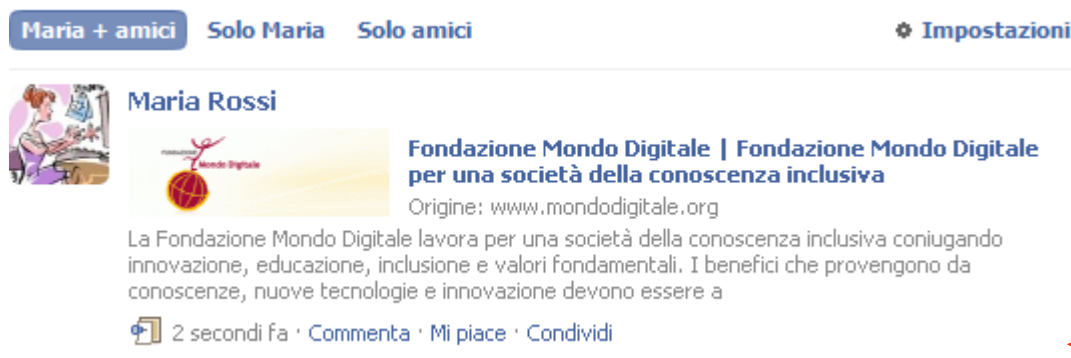 Maria + amici Solo Maria Solo amici Impostazioni
Maria Rossi
FONDAZIONE
Mondo Digitale
Fondazione Mondo Digitale | Fondazione Mondo Digitale
per una società della conoscenza inclusiva
Origine: www.mondodigitale.org
La Fondazione Mondo Digitale lavora per una società della conoscenza inclusiva coniugando
innovazione, educazione, inclusione e valori fondamentali. I benefici che provengono da
conoscenze, nuove tecnologie e innovazione devono essere a
2 secondi fa · Commenta · Mi piace · Condividi